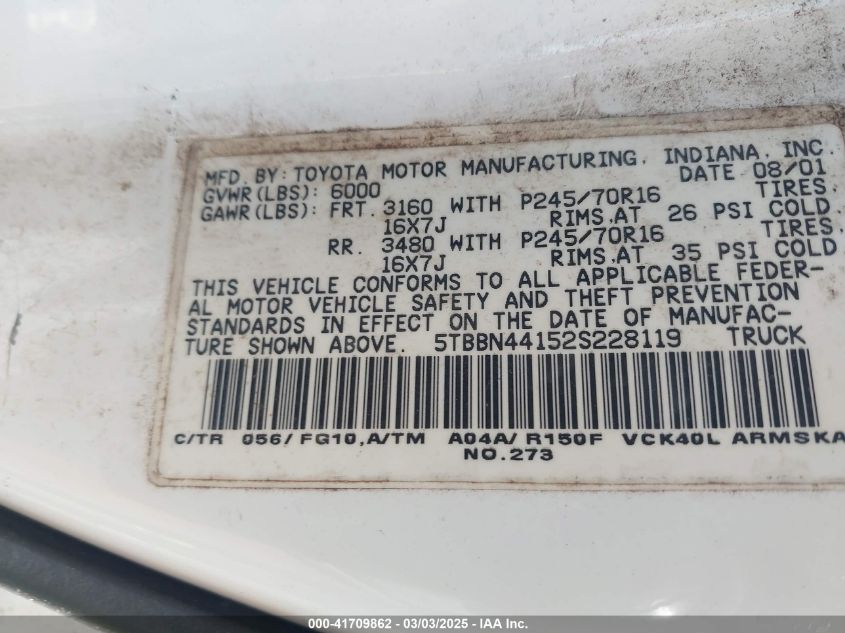 MFD. BY: TOYOTA MOTOR MANUFACTURING, INDIANA, INC.
GVWR(LBS): 6000 DATE 08/01
GAWR(LBS): FRT. 3160 WITH P245/70R16 TIRES,
16X7J RIMS,AT 26 PSI COLD.
RR. 3480 WITH P245/70R16 TIRES,
16X7J RIMS,AT 35 PSI COLD
THIS VEHICLE CONFORMS TO ALL APPLICABLE FEDER-
AL MOTOR VEHICLE SAFETY AND THEFT PREVENTION
STANDARDS IN EFFECT ON THE DATE OF MANUFAC-
TURE SHOWN ABOVE. 5TBBN44152S228119 TRUCK
C/TR 056/FG10,A/TM A04A/R150F VCK40L ARMSKA
NO.273
000-41709862 — 03/03/2025 — IAA Inc.